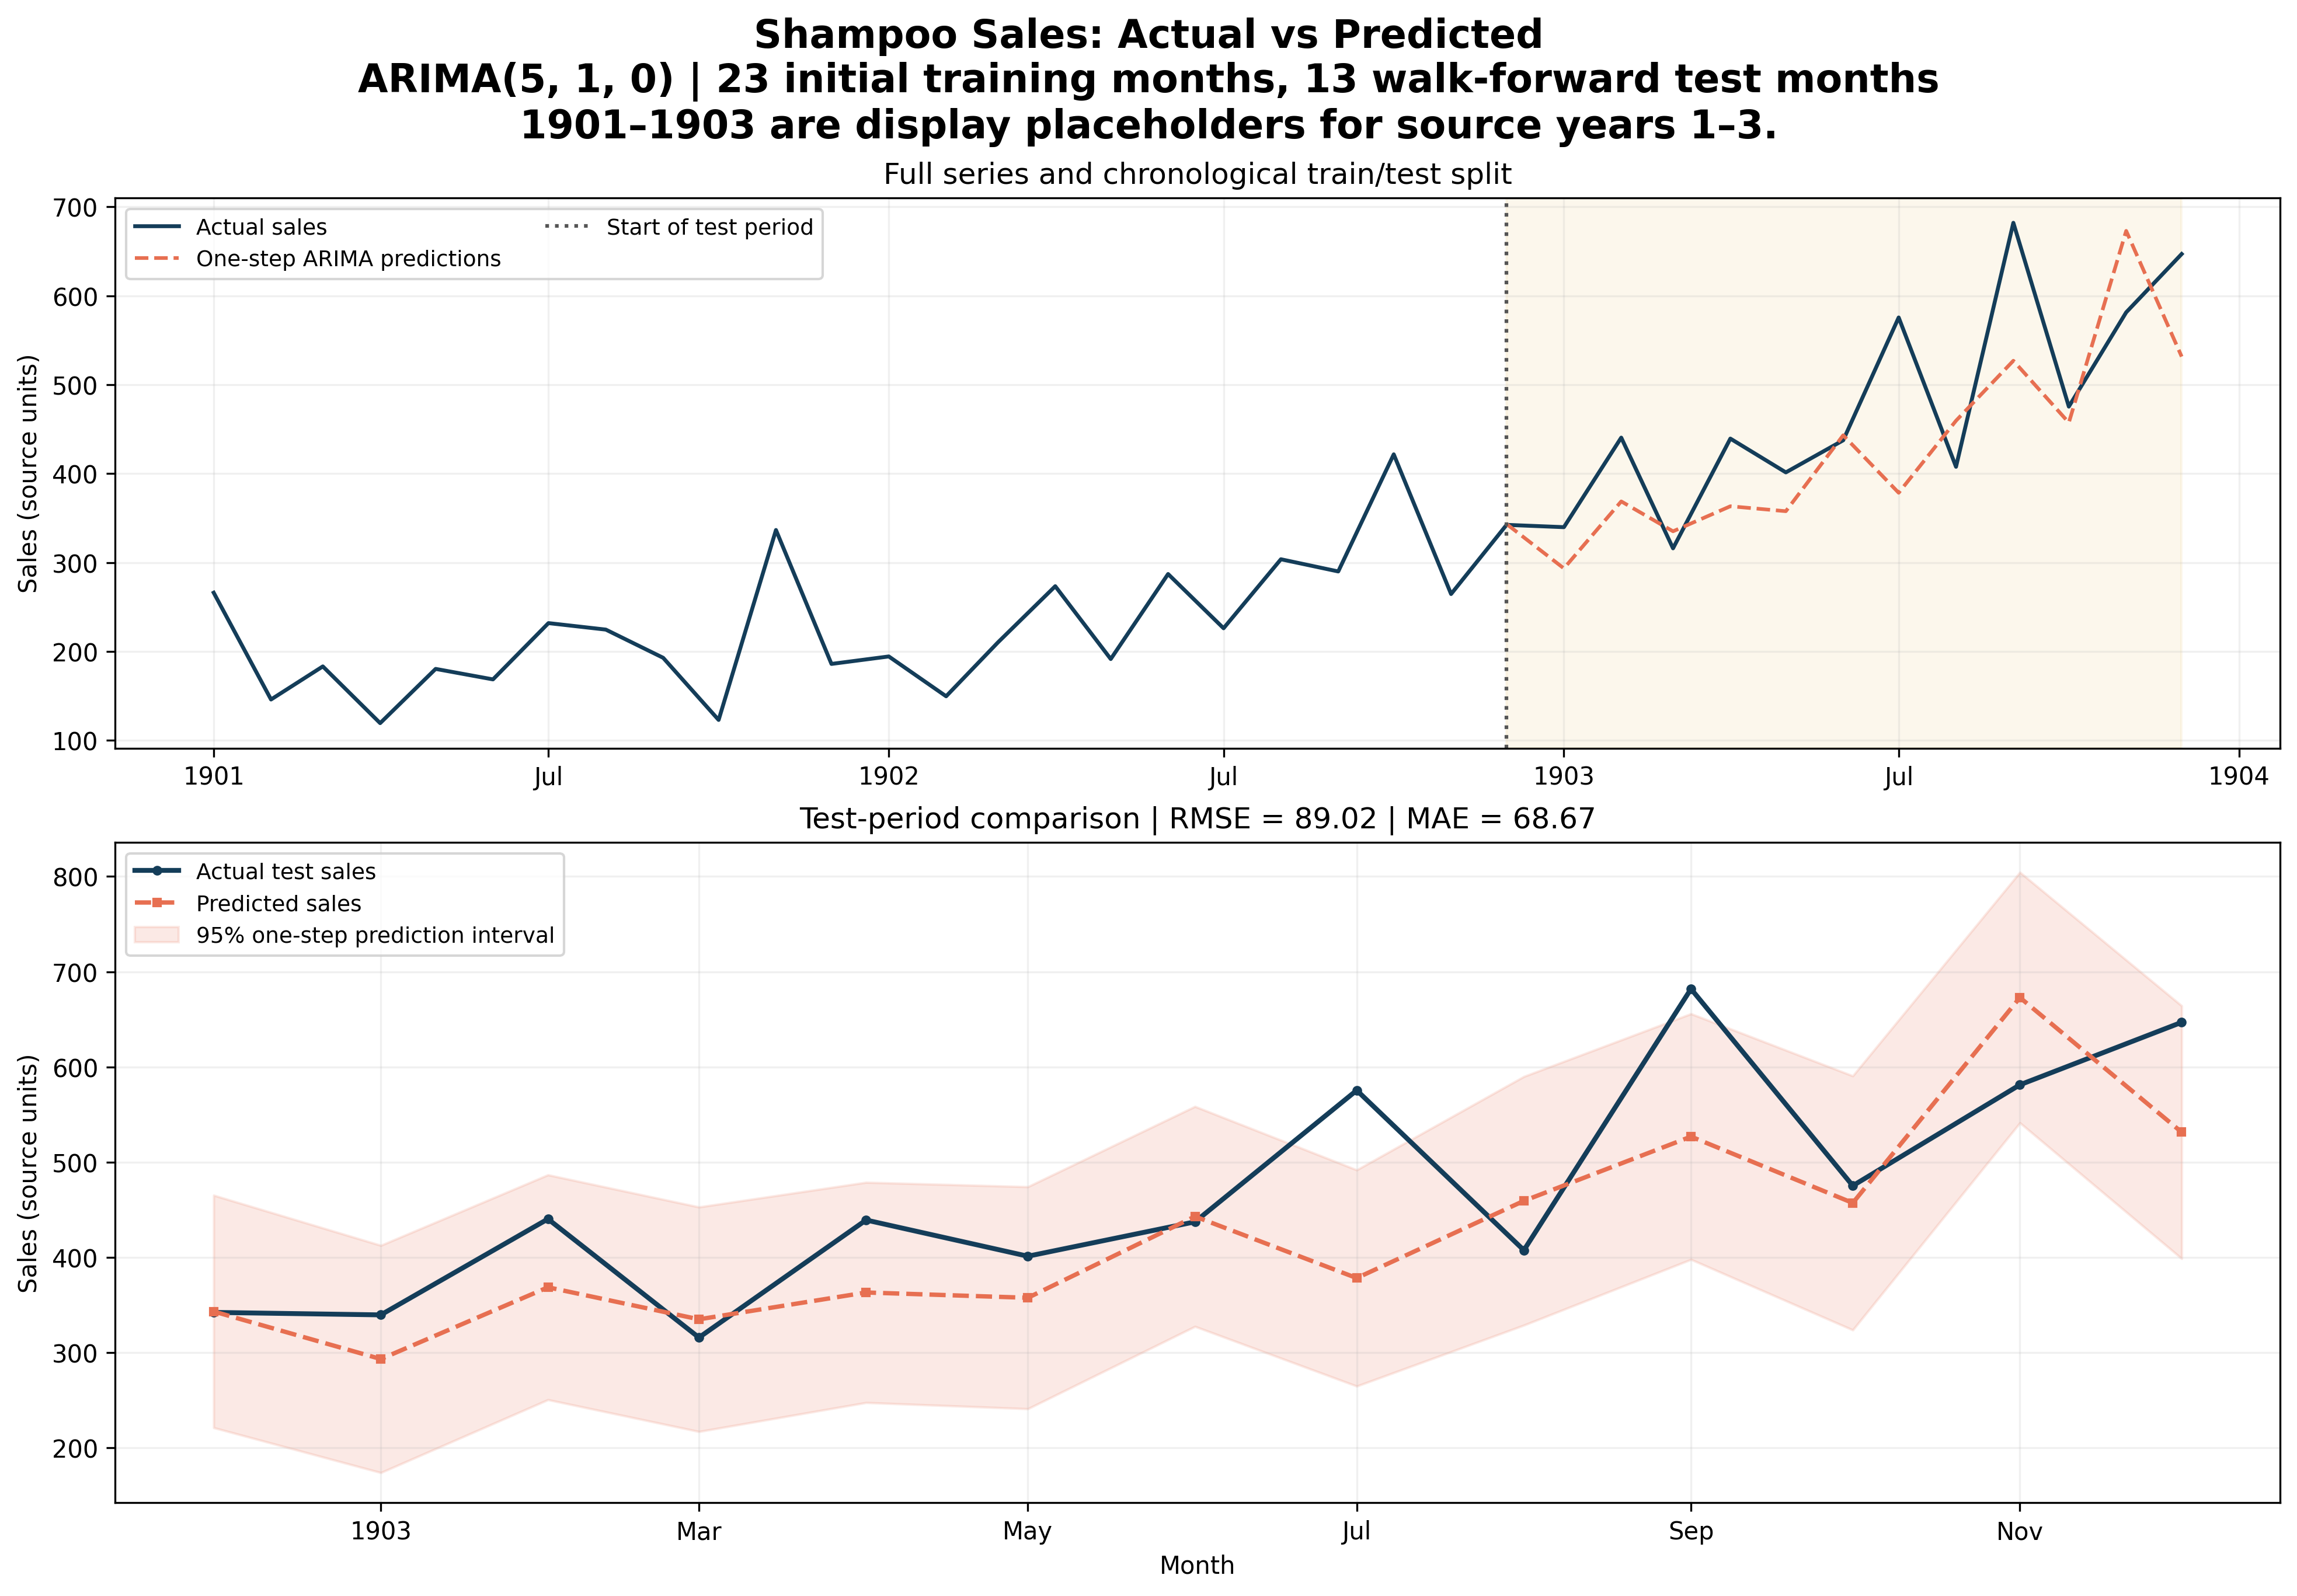 Shampoo Sales: Actual vs Predicted
ARIMA(5, 1, 0) | 23 initial training months, 13 walk-forward test months
1901–1903 are display placeholders for source years 1–3.
Full series and chronological train/test split
Actual sales
One-step ARIMA predictions
Start of test period
Sales (source units)
700
600
500
400
300
200
100
1901
Jul
1902
Jul
1903
Jul
1904
Test-period comparison | RMSE = 89.02 | MAE = 68.67
Actual test sales
Predicted sales
95% one-step prediction interval
Sales (source units)
800
700
600
500
400
300
200
1903
Mar
May
Jul
Sep
Nov
Month